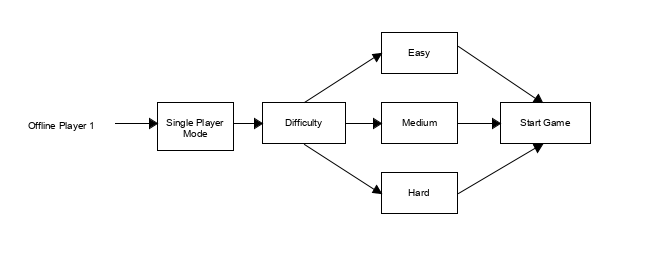 Easy
Offline Player 1
Single Player
Mode
Difficulty
Medium
Start Game
Hard